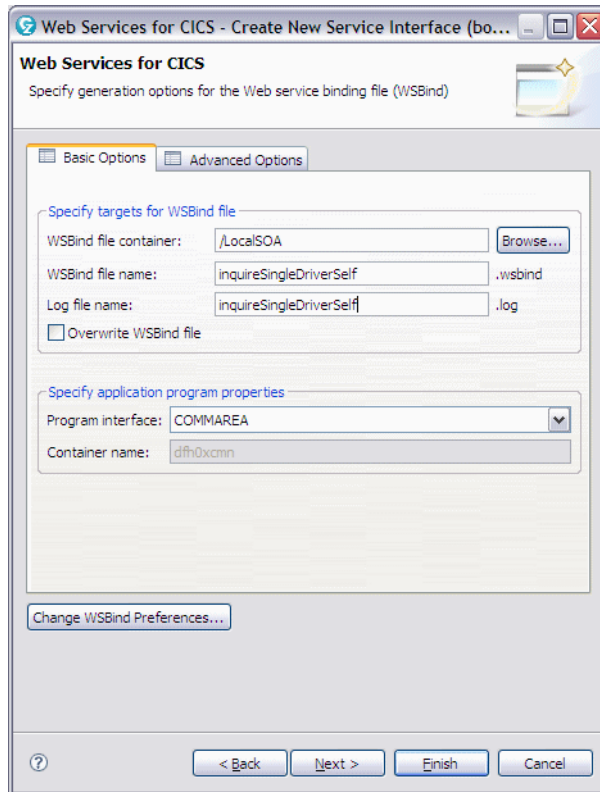 Web Services for CICS - Create New Service Interface (bo...
Web Services for CICS
Specify generation options for the Web service binding file (WSBind)
Basic Options Advanced Options
Specify targets for WSBind file
WSBind file container: /LocalSOA Browse...
WSBind file name: inquireSingleDriverSelf .wsbind
Log file name: inquireSingleDriverSelf .log
Overwrite WSBind file
Specify application program properties
Program interface: COMMAREA
Container name: dfh0xcmn
Change WSBind Preferences...
? < Back Next > Finish Cancel